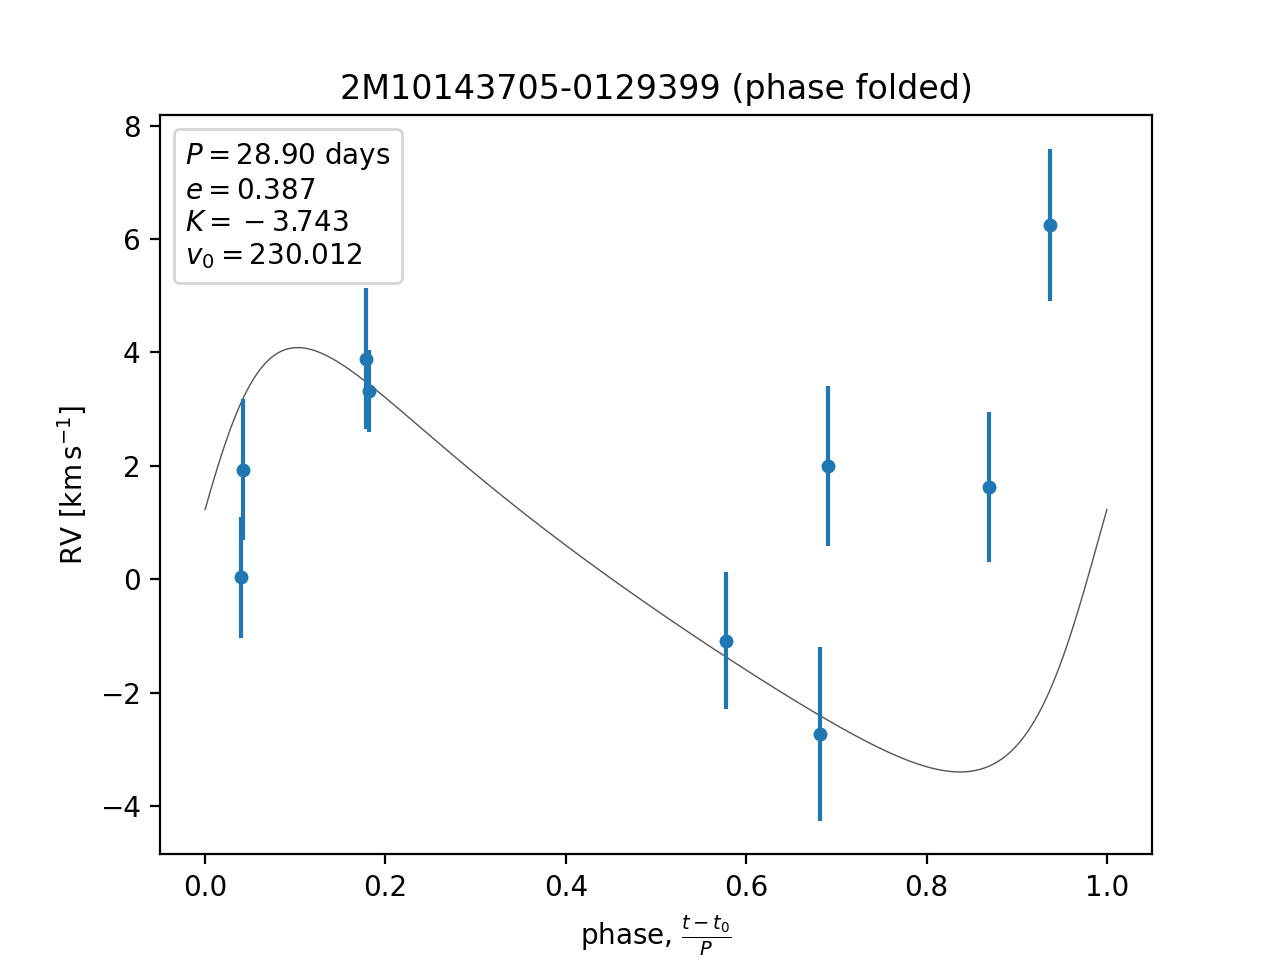 2M10143705-0129399 (phase folded)
P = 28.90 days
e = 0.387
K = −3.743
v₀ = 230.012
RV [km s⁻¹]
8
6
4
2
0
−2
−4
0.0 0.2 0.4 0.6 0.8 1.0
phase, (t − t₀)/P